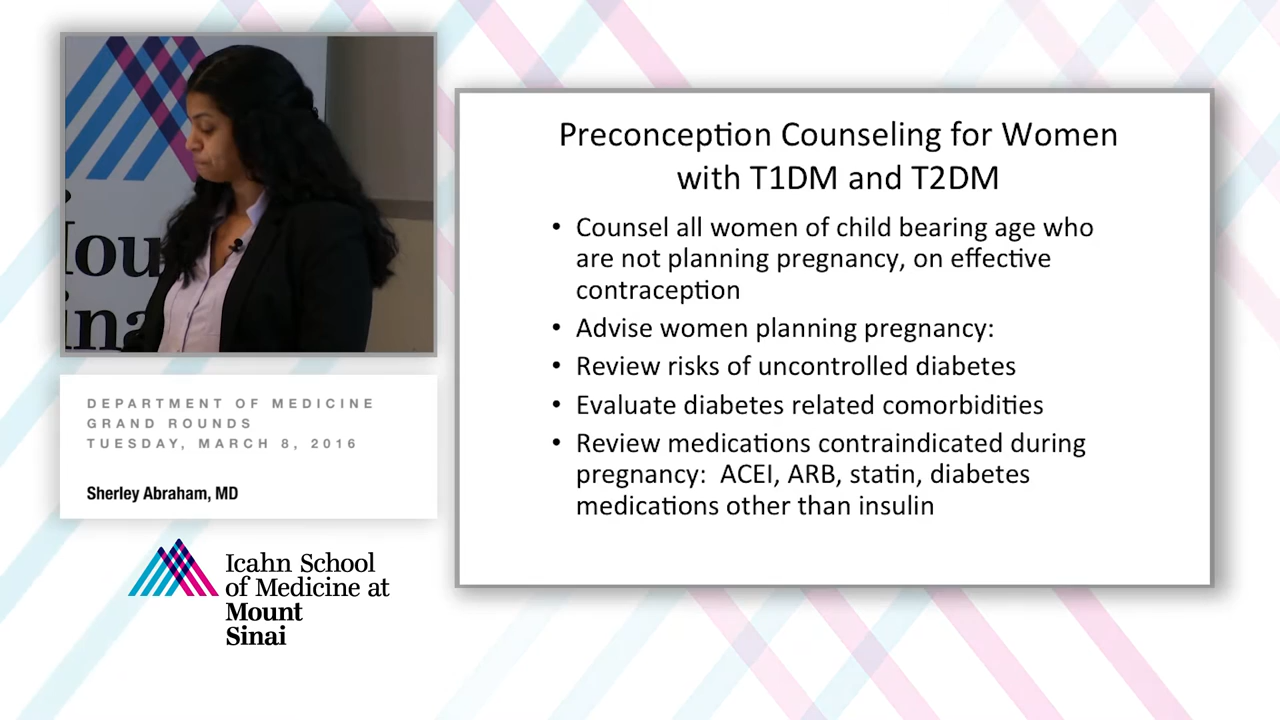 Mou
Sinai
DEPARTMENT OF MEDICINE
GRAND ROUNDS
TUESDAY, MARCH 8, 2016
Sherley Abraham, MD
Icahn School
of Medicine at
Mount
Sinai
Preconception Counseling for Women
with T1DM and T2DM
• Counsel all women of child bearing age who
are not planning pregnancy, on effective
contraception
• Advise women planning pregnancy:
• Review risks of uncontrolled diabetes
• Evaluate diabetes related comorbidities
• Review medications contraindicated during
pregnancy:  ACEI, ARB, statin, diabetes
medications other than insulin